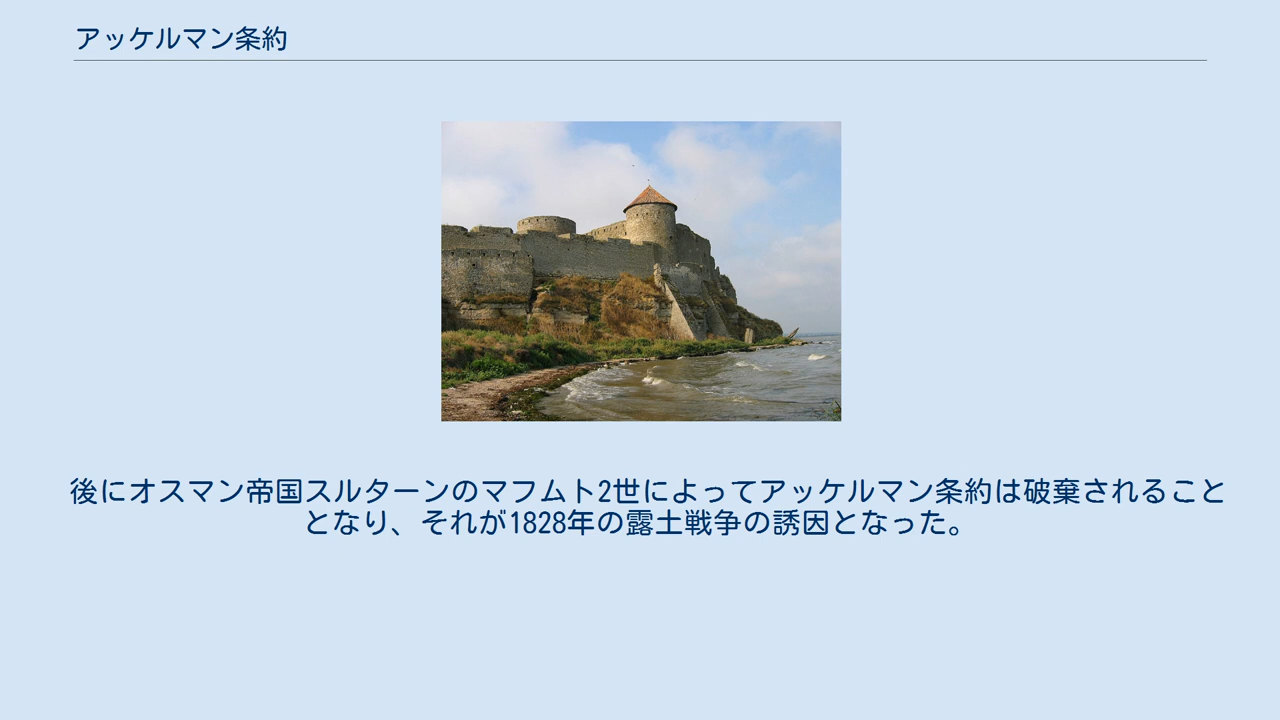 アッケルマン条約
後にオスマン帝国スルターンのマフムト2世によってアッケルマン条約は破棄されること
となり、それが1828年の露土戦争の誘因となった。